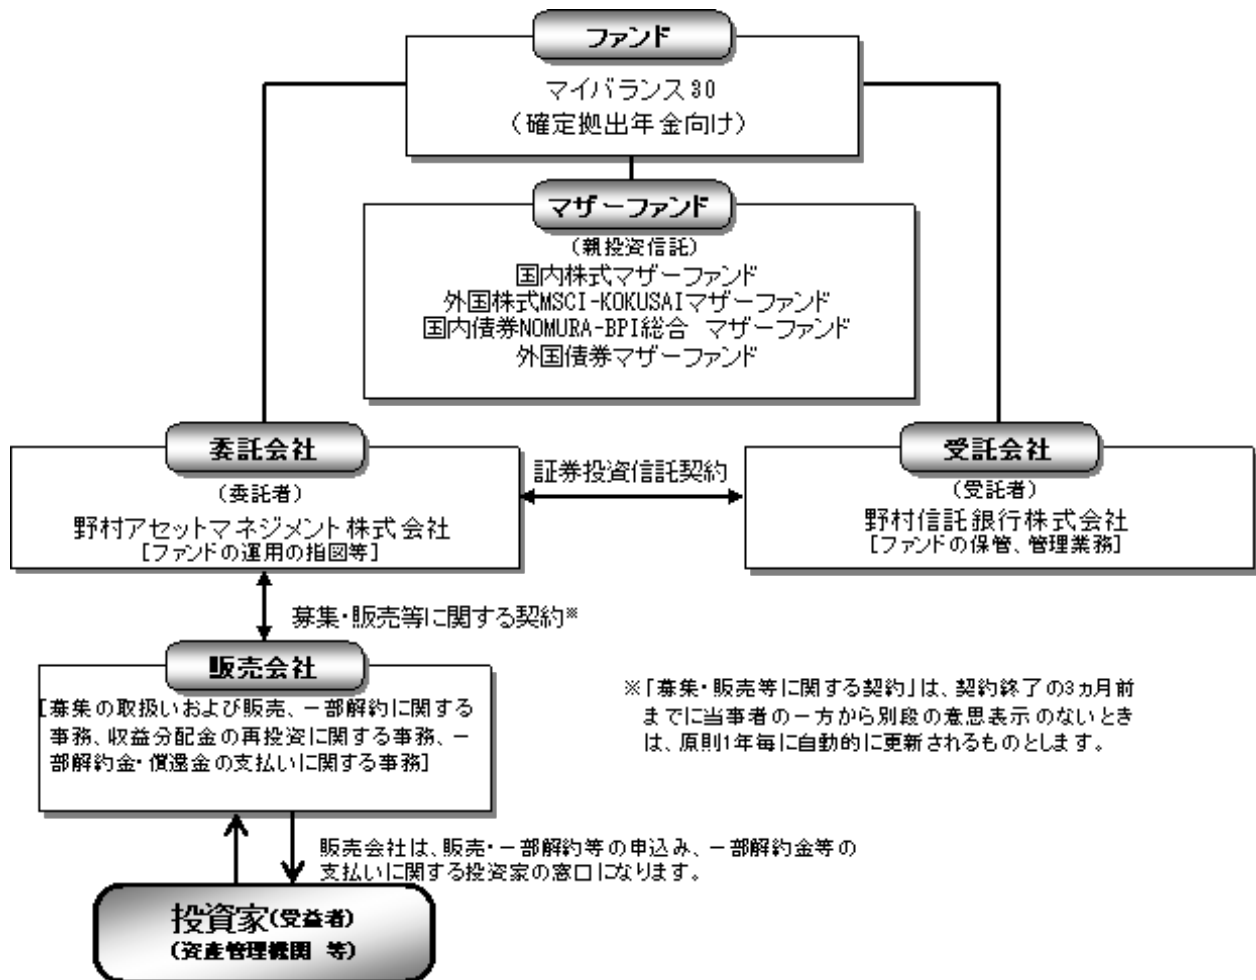 ファンド
マイバランス30
（確定拠出年金向け）
マザーファンド
（親投資信託）
国内株式マザーファンド
外国株式MSCI-KOKUSAIマザーファンド
国内債券NOMURA-BPI総合　マザーファンド
外国債券マザーファンド
委託会社
（委託者）
野村アセットマネジメント株式会社
［ファンドの運用の指図等］
証券投資信託契約
受託会社
（受託者）
野村信託銀行株式会社
［ファンドの保管、管理業務］
募集・販売等に関する契約※
販売会社
［募集の取扱いおよび販売、一部解約に関する
事務、収益分配金の再投資に関する事務、一
部解約金・償還金の支払いに関する事務］
※「募集・販売等に関する契約」は、契約終了の3ヵ月前
までに当事者の一方から別段の意思表示のないとき
は、原則1年毎に自動的に更新されるものとします。
販売会社は、販売・一部解約等の申込み、一部解約金等の
支払いに関する投資家の窓口になります。
投資家（受益者）
（資産管理機関　等）